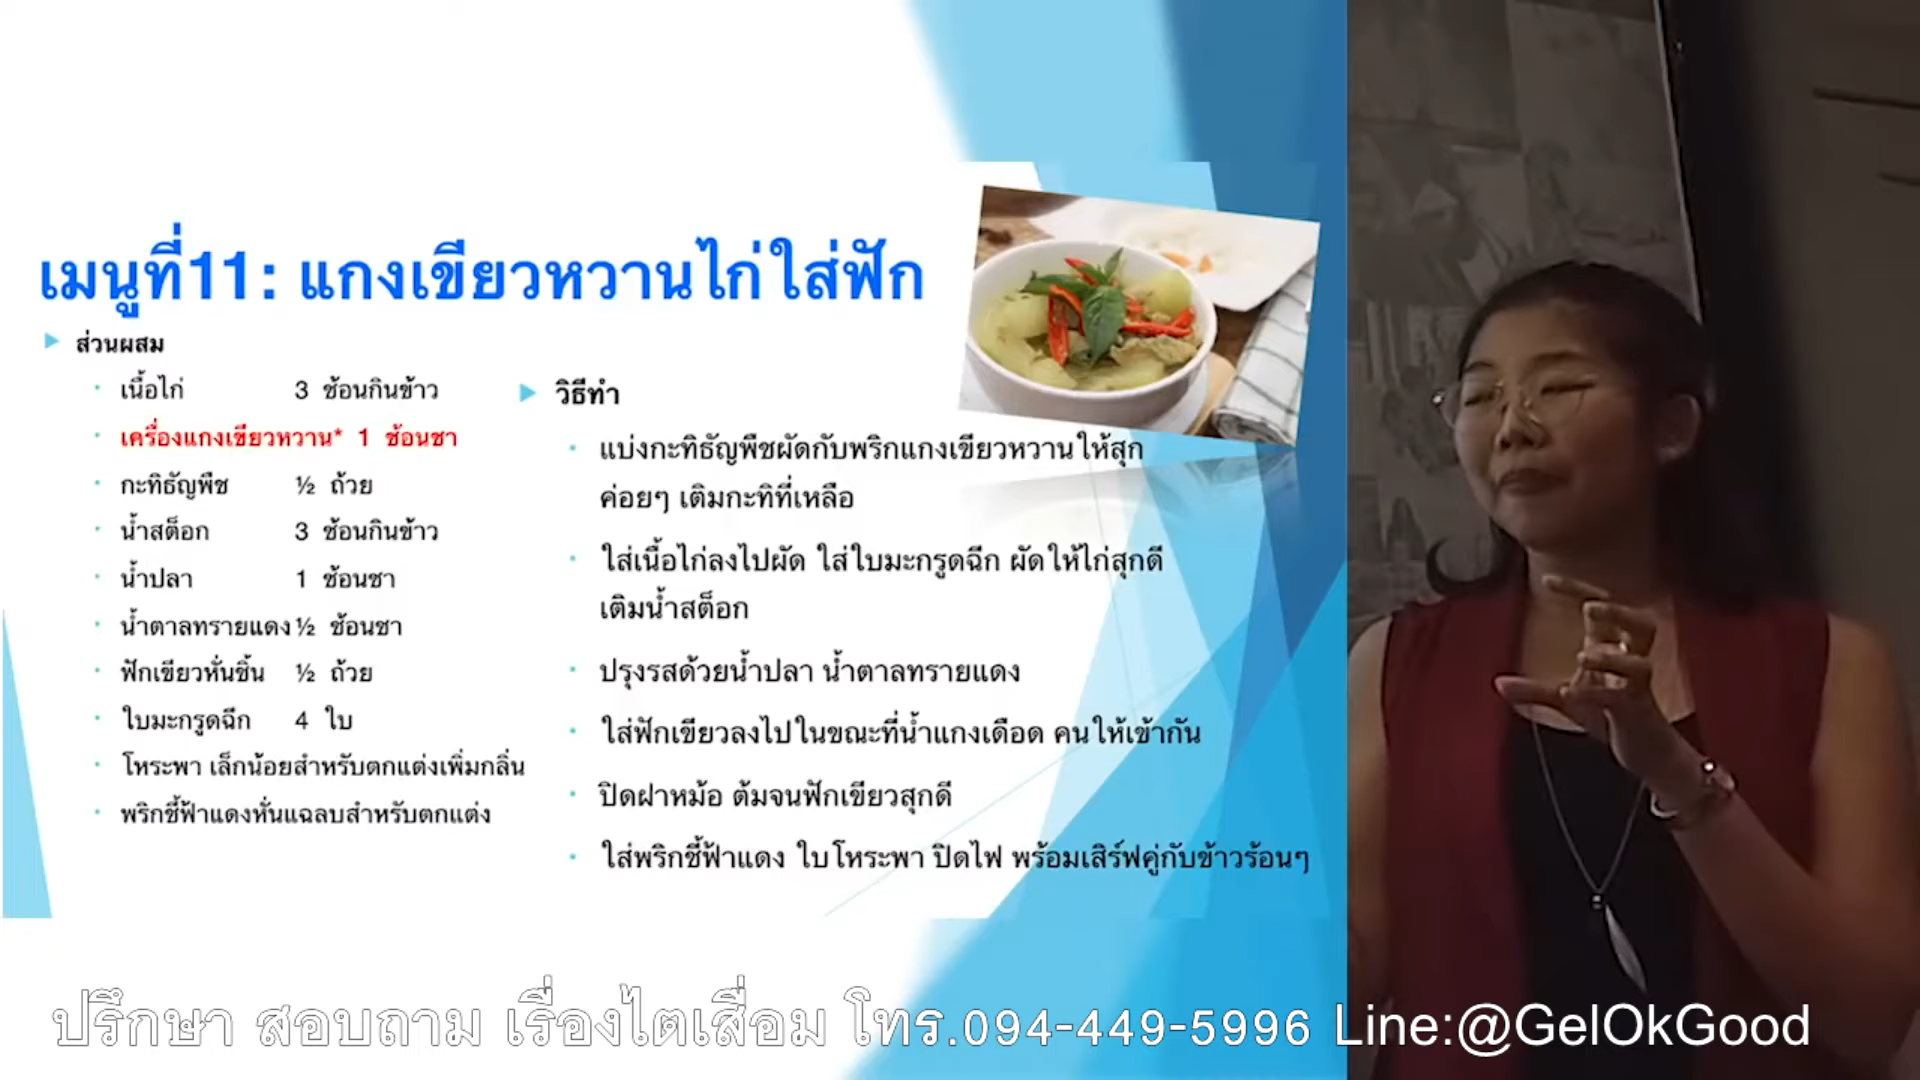 เมนูที่11: แกงเขียวหวานไก่ใส่ฟัก
ส่วนผสม
เนื้อไก่ 3 ช้อนกินข้าว
เครื่องแกงเขียวหวาน* 1 ช้อนชา
กะทิธัญพืช ½ ถ้วย
น้ำสต็อก 3 ช้อนกินข้าว
น้ำปลา 1 ช้อนชา
น้ำตาลทรายแดง ½ ช้อนชา
ฟักเขียวหั่นชิ้น ½ ถ้วย
ใบมะกรูดฉีก 4 ใบ
โหระพา เล็กน้อยสำหรับตกแต่งเพิ่มกลิ่น
พริกชี้ฟ้าแดงหั่นแฉลบสำหรับตกแต่ง
วิธีทำ
แบ่งกะทิธัญพืชผัดกับพริกแกงเขียวหวานให้สุก
ค่อยๆ เติมกะทิที่เหลือ
ใส่เนื้อไก่ลงไปผัด ใส่ใบมะกรูดฉีก ผัดให้ไก่สุกดี
เติมน้ำสต็อก
ปรุงรสด้วยน้ำปลา น้ำตาลทรายแดง
ใส่ฟักเขียวลงไปในขณะที่น้ำแกงเดือด คนให้เข้ากัน
ปิดฝาหม้อ ต้มจนฟักเขียวสุกดี
ใส่พริกชี้ฟ้าแดง ใบโหระพา ปิดไฟ พร้อมเสิร์ฟคู่กับข้าวร้อนๆ
ปรึกษา สอบถาม เรื่องไตเสื่อม โทร.094-449-5996 Line:@GelOkGood